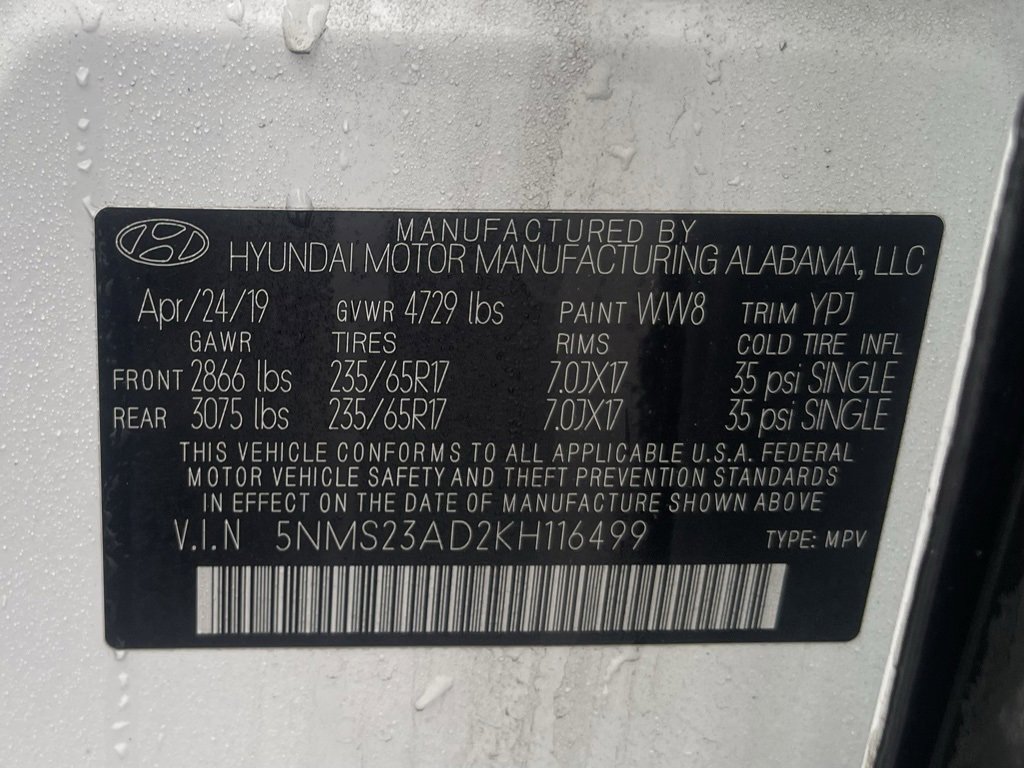 MANUFACTURED BY
HYUNDAI MOTOR MANUFACTURING ALABAMA, LLC
Apr/24/19 GVWR 4729 lbs PAINT WW8 TRIM YPJ
GAWR TIRES RIMS COLD TIRE INFL
FRONT 2866 lbs 235/65R17 7.0JX17 35 psi SINGLE
REAR 3075 lbs 235/65R17 7.0JX17 35 psi SINGLE
THIS VEHICLE CONFORMS TO ALL APPLICABLE U.S.A. FEDERAL
MOTOR VEHICLE SAFETY AND THEFT PREVENTION STANDARDS
IN EFFECT ON THE DATE OF MANUFACTURE SHOWN ABOVE
V.I.N 5NMS23AD2KH116499 TYPE: MPV